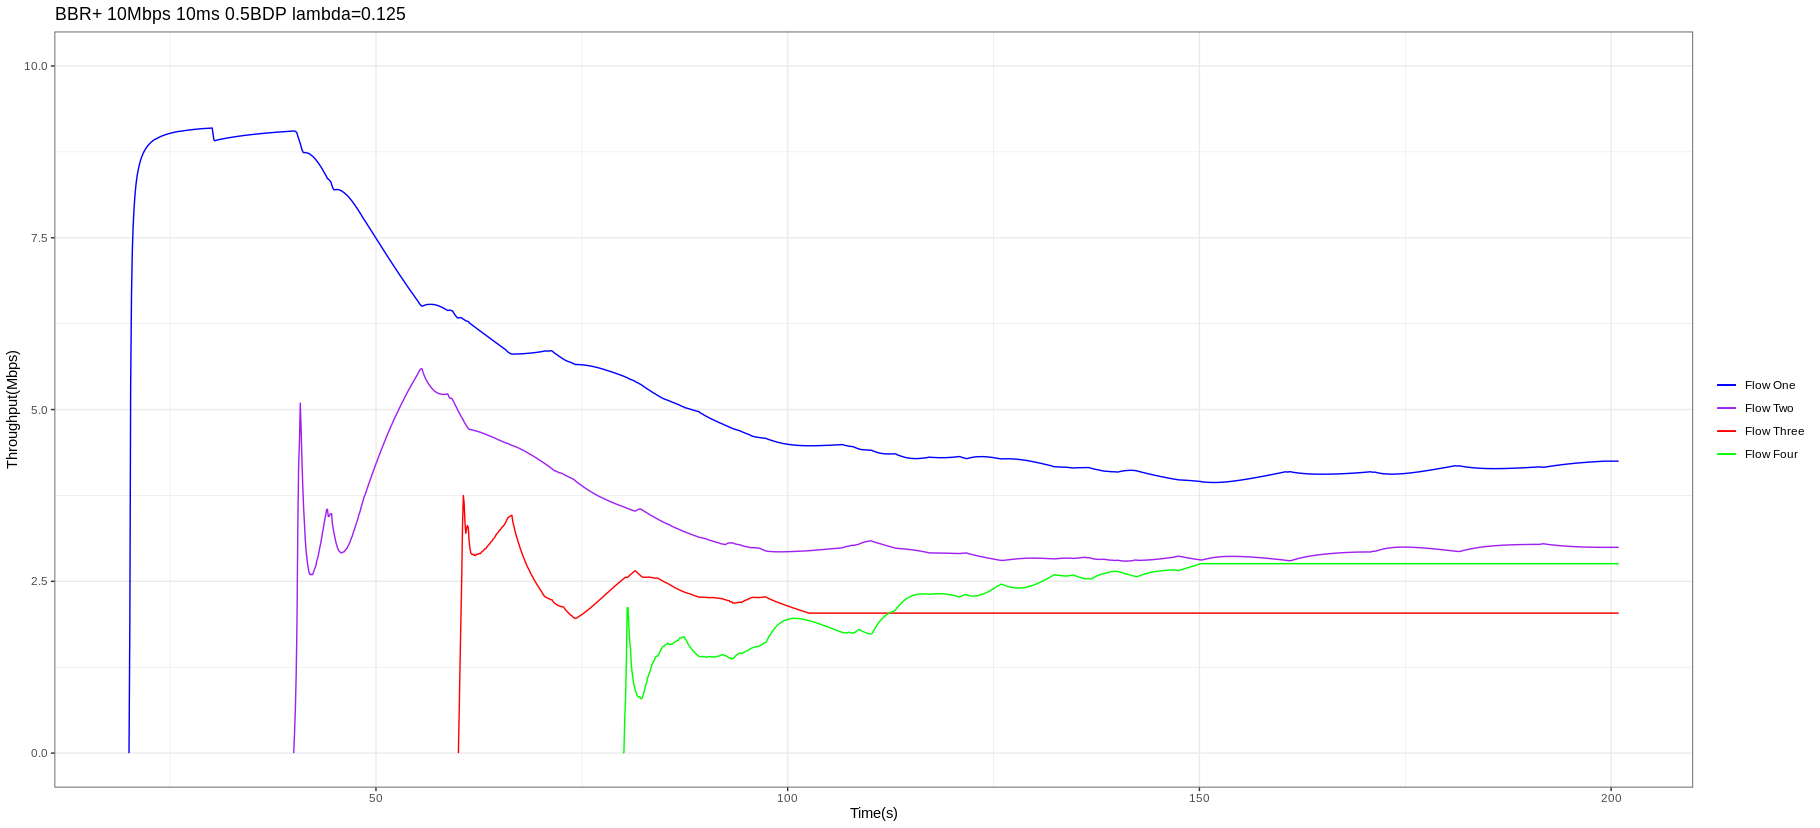 BBR+ 10Mbps 10ms 0.5BDP lambda=0.125
Throughput(Mbps)
10.0
7.5
5.0
2.5
0.0
50
100
150
200
Time(s)
Flow One
Flow Two
Flow Three
Flow Four